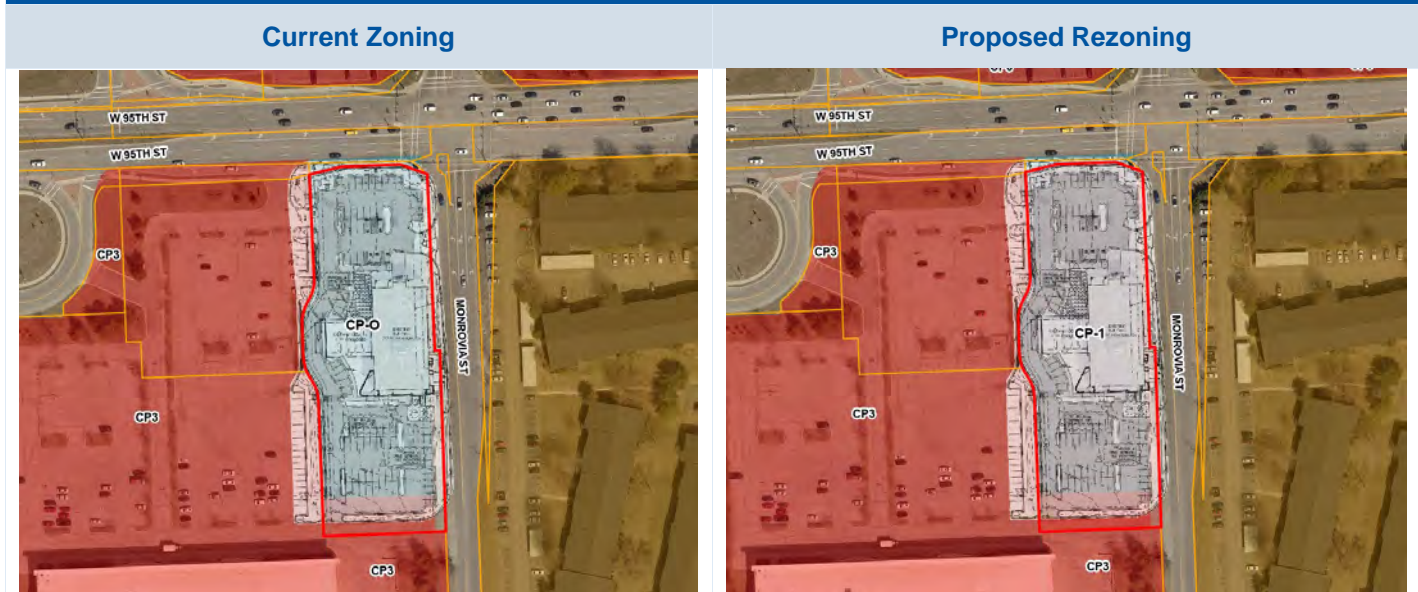 Current Zoning
Proposed Rezoning
W 95TH ST
W 95TH ST
CP3
CP-O
MONROVIA ST
CP3
CP3
W 95TH ST
W 95TH ST
CP3
CP-1
MONROVIA ST
CP3
CP3